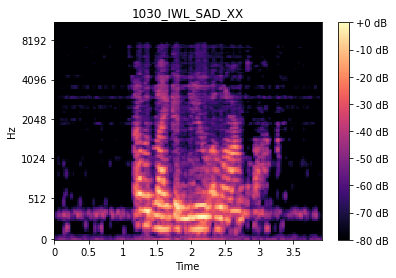 1030_IWL_SAD_XX
Hz
8192
4096
2048
1024
512
0
0 0.5 1 1.5 2 2.5 3 3.5
Time
+0 dB
-10 dB
-20 dB
-30 dB
-40 dB
-50 dB
-60 dB
-70 dB
-80 dB